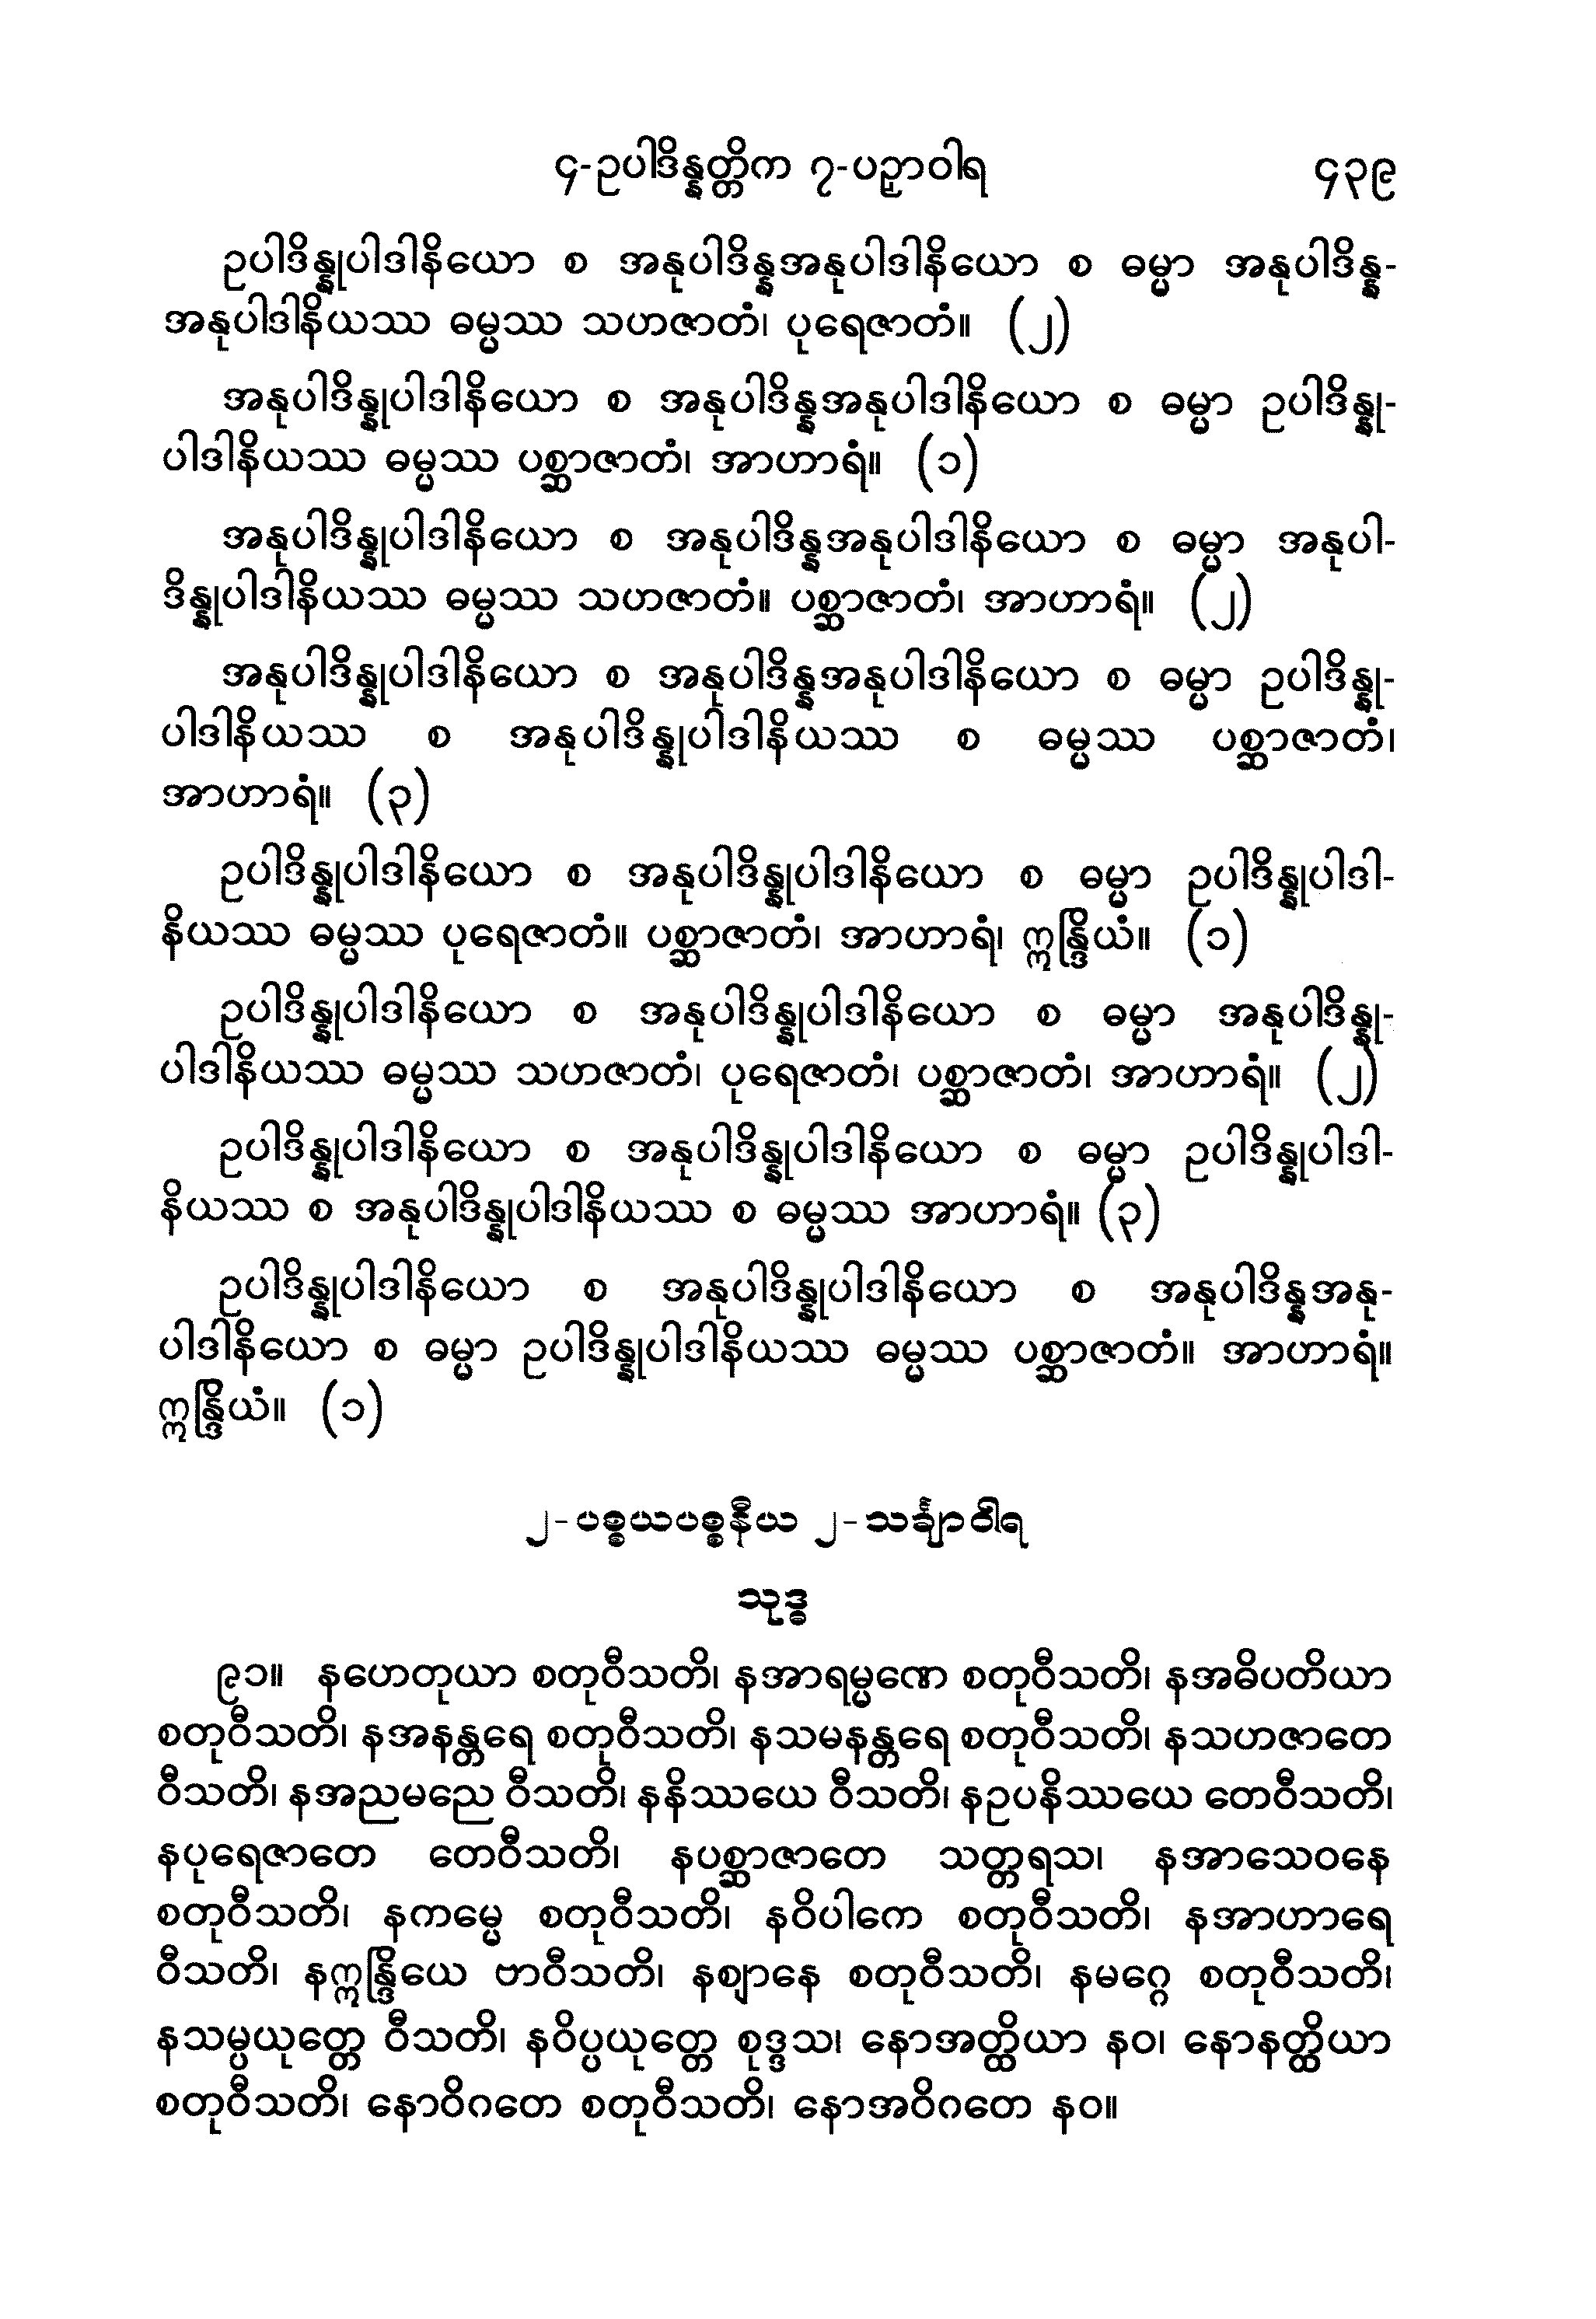 ၄-ဥပါဒိန္နတ္တိက ၇-ပဉှာဝါရ ၄၃၉
ဥပါဒိန္နုပါဒါနိယော စ အနုပါဒိန္နအနုပါဒါနိယော စ ဓမ္မာ အနုပါဒိန္န-
အနုပါဒါနိယဿ ဓမ္မဿ သဟဇာတံ၊ ပုရေဇာတံ။ (၂)
အနုပါဒိန္နုပါဒါနိယော စ အနုပါဒိန္နအနုပါဒါနိယော စ ဓမ္မာ ဥပါဒိန္နု-
ပါဒါနိယဿ ဓမ္မဿ ပစ္ဆာဇာတံ၊ အာဟာရံ။ (၁)
အနုပါဒိန္နုပါဒါနိယော စ အနုပါဒိန္နအနုပါဒါနိယော စ ဓမ္မာ အနုပါ-
ဒိန္နုပါဒါနိယဿ ဓမ္မဿ သဟဇာတံ။ ပစ္ဆာဇာတံ၊ အာဟာရံ။ (၂)
အနုပါဒိန္နုပါဒါနိယော စ အနုပါဒိန္နအနုပါဒါနိယော စ ဓမ္မာ ဥပါဒိန္နု-
ပါဒါနိယဿ စ အနုပါဒိန္နုပါဒါနိယဿ စ ဓမ္မဿ ပစ္ဆာဇာတံ၊
အာဟာရံ။ (၃)
ဥပါဒိန္နုပါဒါနိယော စ အနုပါဒိန္နုပါဒါနိယော စ ဓမ္မာ ဥပါဒိန္နုပါဒါ-
နိယဿ ဓမ္မဿ ပုရေဇာတံ။ ပစ္ဆာဇာတံ၊ အာဟာရံ၊ ဣန္ဒြိယံ။ (၁)
ဥပါဒိန္နုပါဒါနိယော စ အနုပါဒိန္နုပါဒါနိယော စ ဓမ္မာ အနုပါဒိန္နု-
ပါဒါနိယဿ ဓမ္မဿ သဟဇာတံ၊ ပုရေဇာတံ၊ ပစ္ဆာဇာတံ၊ အာဟာရံ။ (၂)
ဥပါဒိန္နုပါဒါနိယော စ အနုပါဒိန္နုပါဒါနိယော စ ဓမ္မာ ဥပါဒိန္နုပါဒါ-
နိယဿ စ အနုပါဒိန္နုပါဒါနိယဿ စ ဓမ္မဿ အာဟာရံ။ (၃)
ဥပါဒိန္နုပါဒါနိယော စ အနုပါဒိန္နုပါဒါနိယော စ အနုပါဒိန္နအနု-
ပါဒါနိယော စ ဓမ္မာ ဥပါဒိန္နုပါဒါနိယဿ ဓမ္မဿ ပစ္ဆာဇာတံ။ အာဟာရံ။
ဣန္ဒြိယံ။ (၁)
၂-ပစ္စယပစ္စနီယ ၂-သင်္ချာဝါရ
သုဒ္ဓ
၉၁။ နဟေတုယာ စတုဝီသတိ၊ နအာရမ္မဏေ စတုဝီသတိ၊ နအဓိပတိယာ
စတုဝီသတိ၊ နအနန္တရေ စတုဝီသတိ၊ နသမနန္တရေ စတုဝီသတိ၊ နသဟဇာတေ
ဝီသတိ၊ နအညမညေ ဝီသတိ၊ နနိဿယေ ဝီသတိ၊ နဥပနိဿယေ တေဝီသတိ၊
နပုရေဇာတေ တေဝီသတိ၊ နပစ္ဆာဇာတေ သတ္တရသ၊ နအာသေဝနေ
စတုဝီသတိ၊ နကမ္မေ စတုဝီသတိ၊ နဝိပါကေ စတုဝီသတိ၊ နအာဟာရေ
ဝီသတိ၊ နဣန္ဒြိယေ ဗာဝီသတိ၊ နဈာနေ စတုဝီသတိ၊ နမဂ္ဂေ စတုဝီသတိ၊
နသမ္ပယုတ္တေ ဝီသတိ၊ နဝိပ္ပယုတ္တေ စုဒ္ဒသ၊ နောအတ္ထိယာ နဝ၊ နောနတ္ထိယာ
စတုဝီသတိ၊ နောဝိဂတေ စတုဝီသတိ၊ နောအဝိဂတေ နဝ။